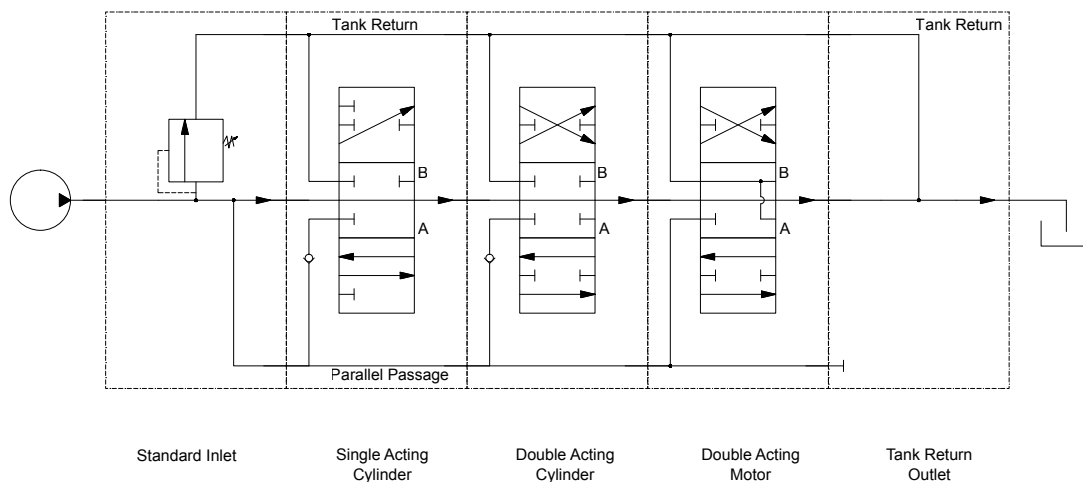 Tank Return
Tank Return
B
B
B
A
A
A
Parallel Passage
Standard Inlet
Single Acting
Cylinder
Double Acting
Cylinder
Double Acting
Motor
Tank Return
Outlet